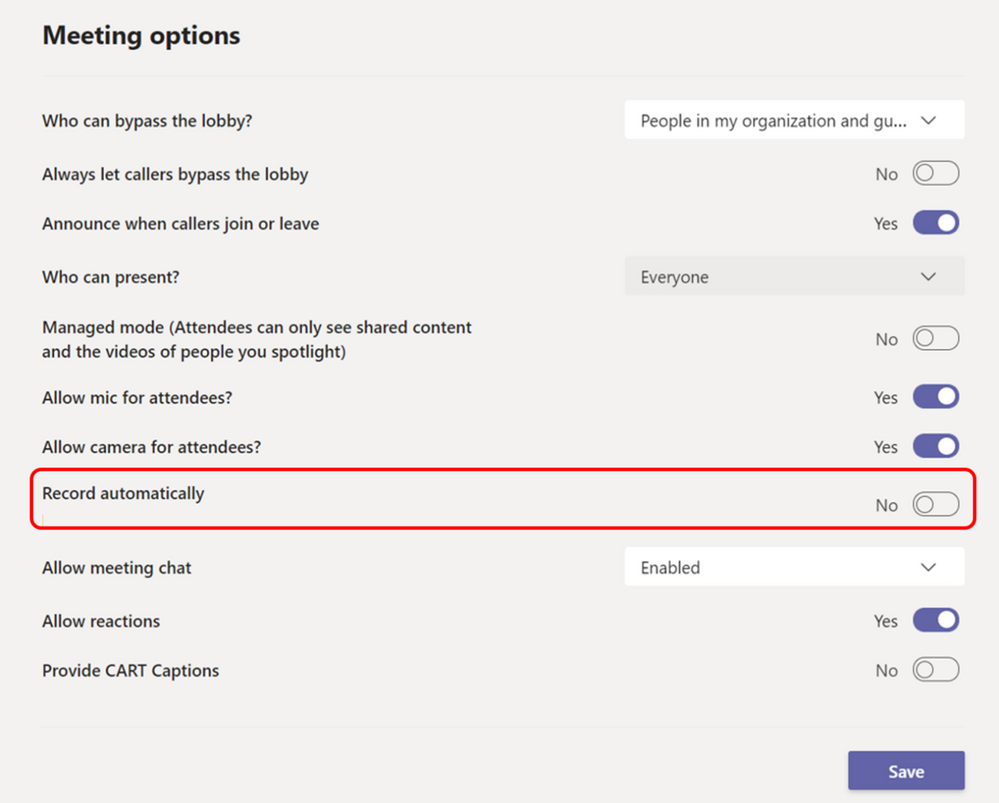 Meeting options
Who can bypass the lobby? People in my organization and gu...
Always let callers bypass the lobby No
Announce when callers join or leave Yes
Who can present? Everyone
Managed mode (Attendees can only see shared content
and the videos of people you spotlight) No
Allow mic for attendees? Yes
Allow camera for attendees? Yes
Record automatically No
Allow meeting chat Enabled
Allow reactions Yes
Provide CART Captions No
Save